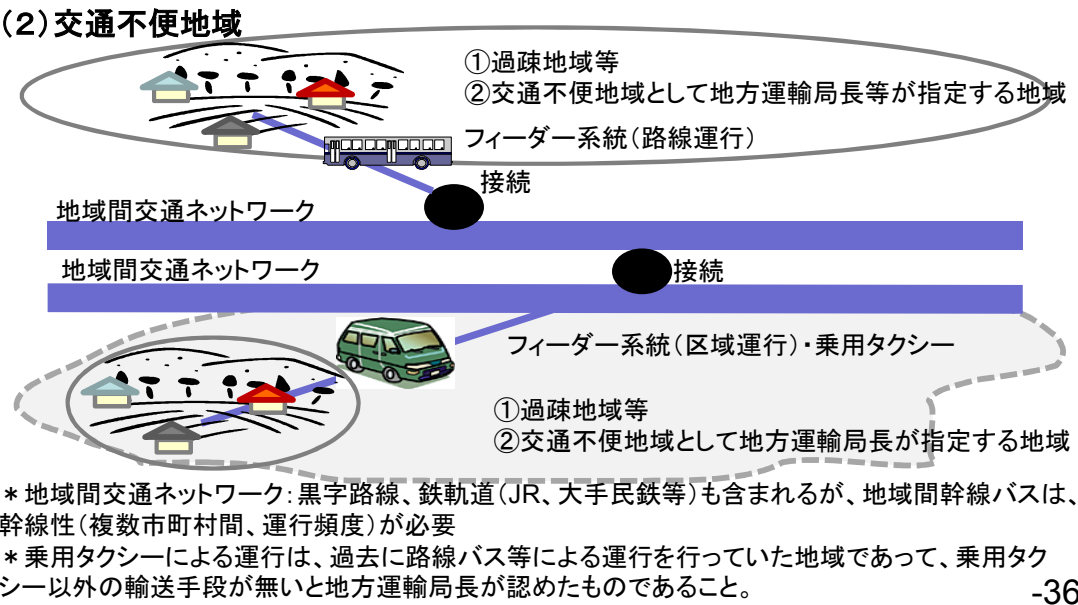 (2)交通不便地域
①過疎地域等
②交通不便地域として地方運輸局長等が指定する地域
フィーダー系統(路線運行)
接続
地域間交通ネットワーク
地域間交通ネットワーク
接続
フィーダー系統(区域運行)・乗用タクシー
①過疎地域等
②交通不便地域として地方運輸局長が指定する地域
＊地域間交通ネットワーク：黒字路線、鉄軌道(JR、大手民鉄等)も含まれるが、地域間幹線バスは、
幹線性(複数市町村間、運行頻度)が必要
＊乗用タクシーによる運行は、過去に路線バス等による運行を行っていた地域であって、乗用タク
シー以外の輸送手段が無いと地方運輸局長が認めたものであること。
-36